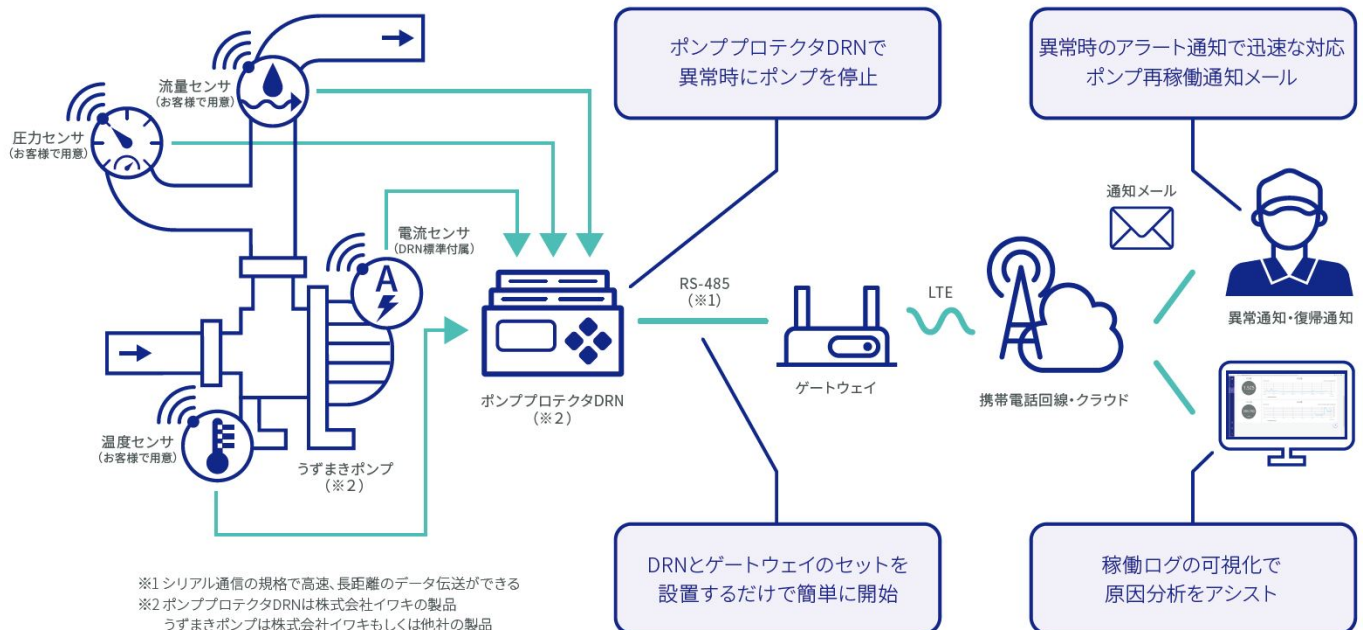 ポンププロテクタDRNで
異常時にポンプを停止
異常時のアラート通知で迅速な対応
ポンプ再稼働通知メール
流量センサ
(お客様で用意)
圧力センサ
(お客様で用意)
電流センサ
(DRN標準付属)
A
温度センサ
(お客様で用意)
うずまきポンプ
(※2)
ポンププロテクタDRN
(※2)
RS-485
(※1)
ゲートウェイ
LTE
携帯電話回線・クラウド
通知メール
異常通知・復帰通知
DRNとゲートウェイのセットを
設置するだけで簡単に開始
稼働ログの可視化で
原因分析をアシスト
※1 シリアル通信の規格で高速、長距離のデータ伝送ができる
※2 ポンププロテクタDRNは株式会社イワキの製品
うずまきポンプは株式会社イワキもしくは他社の製品